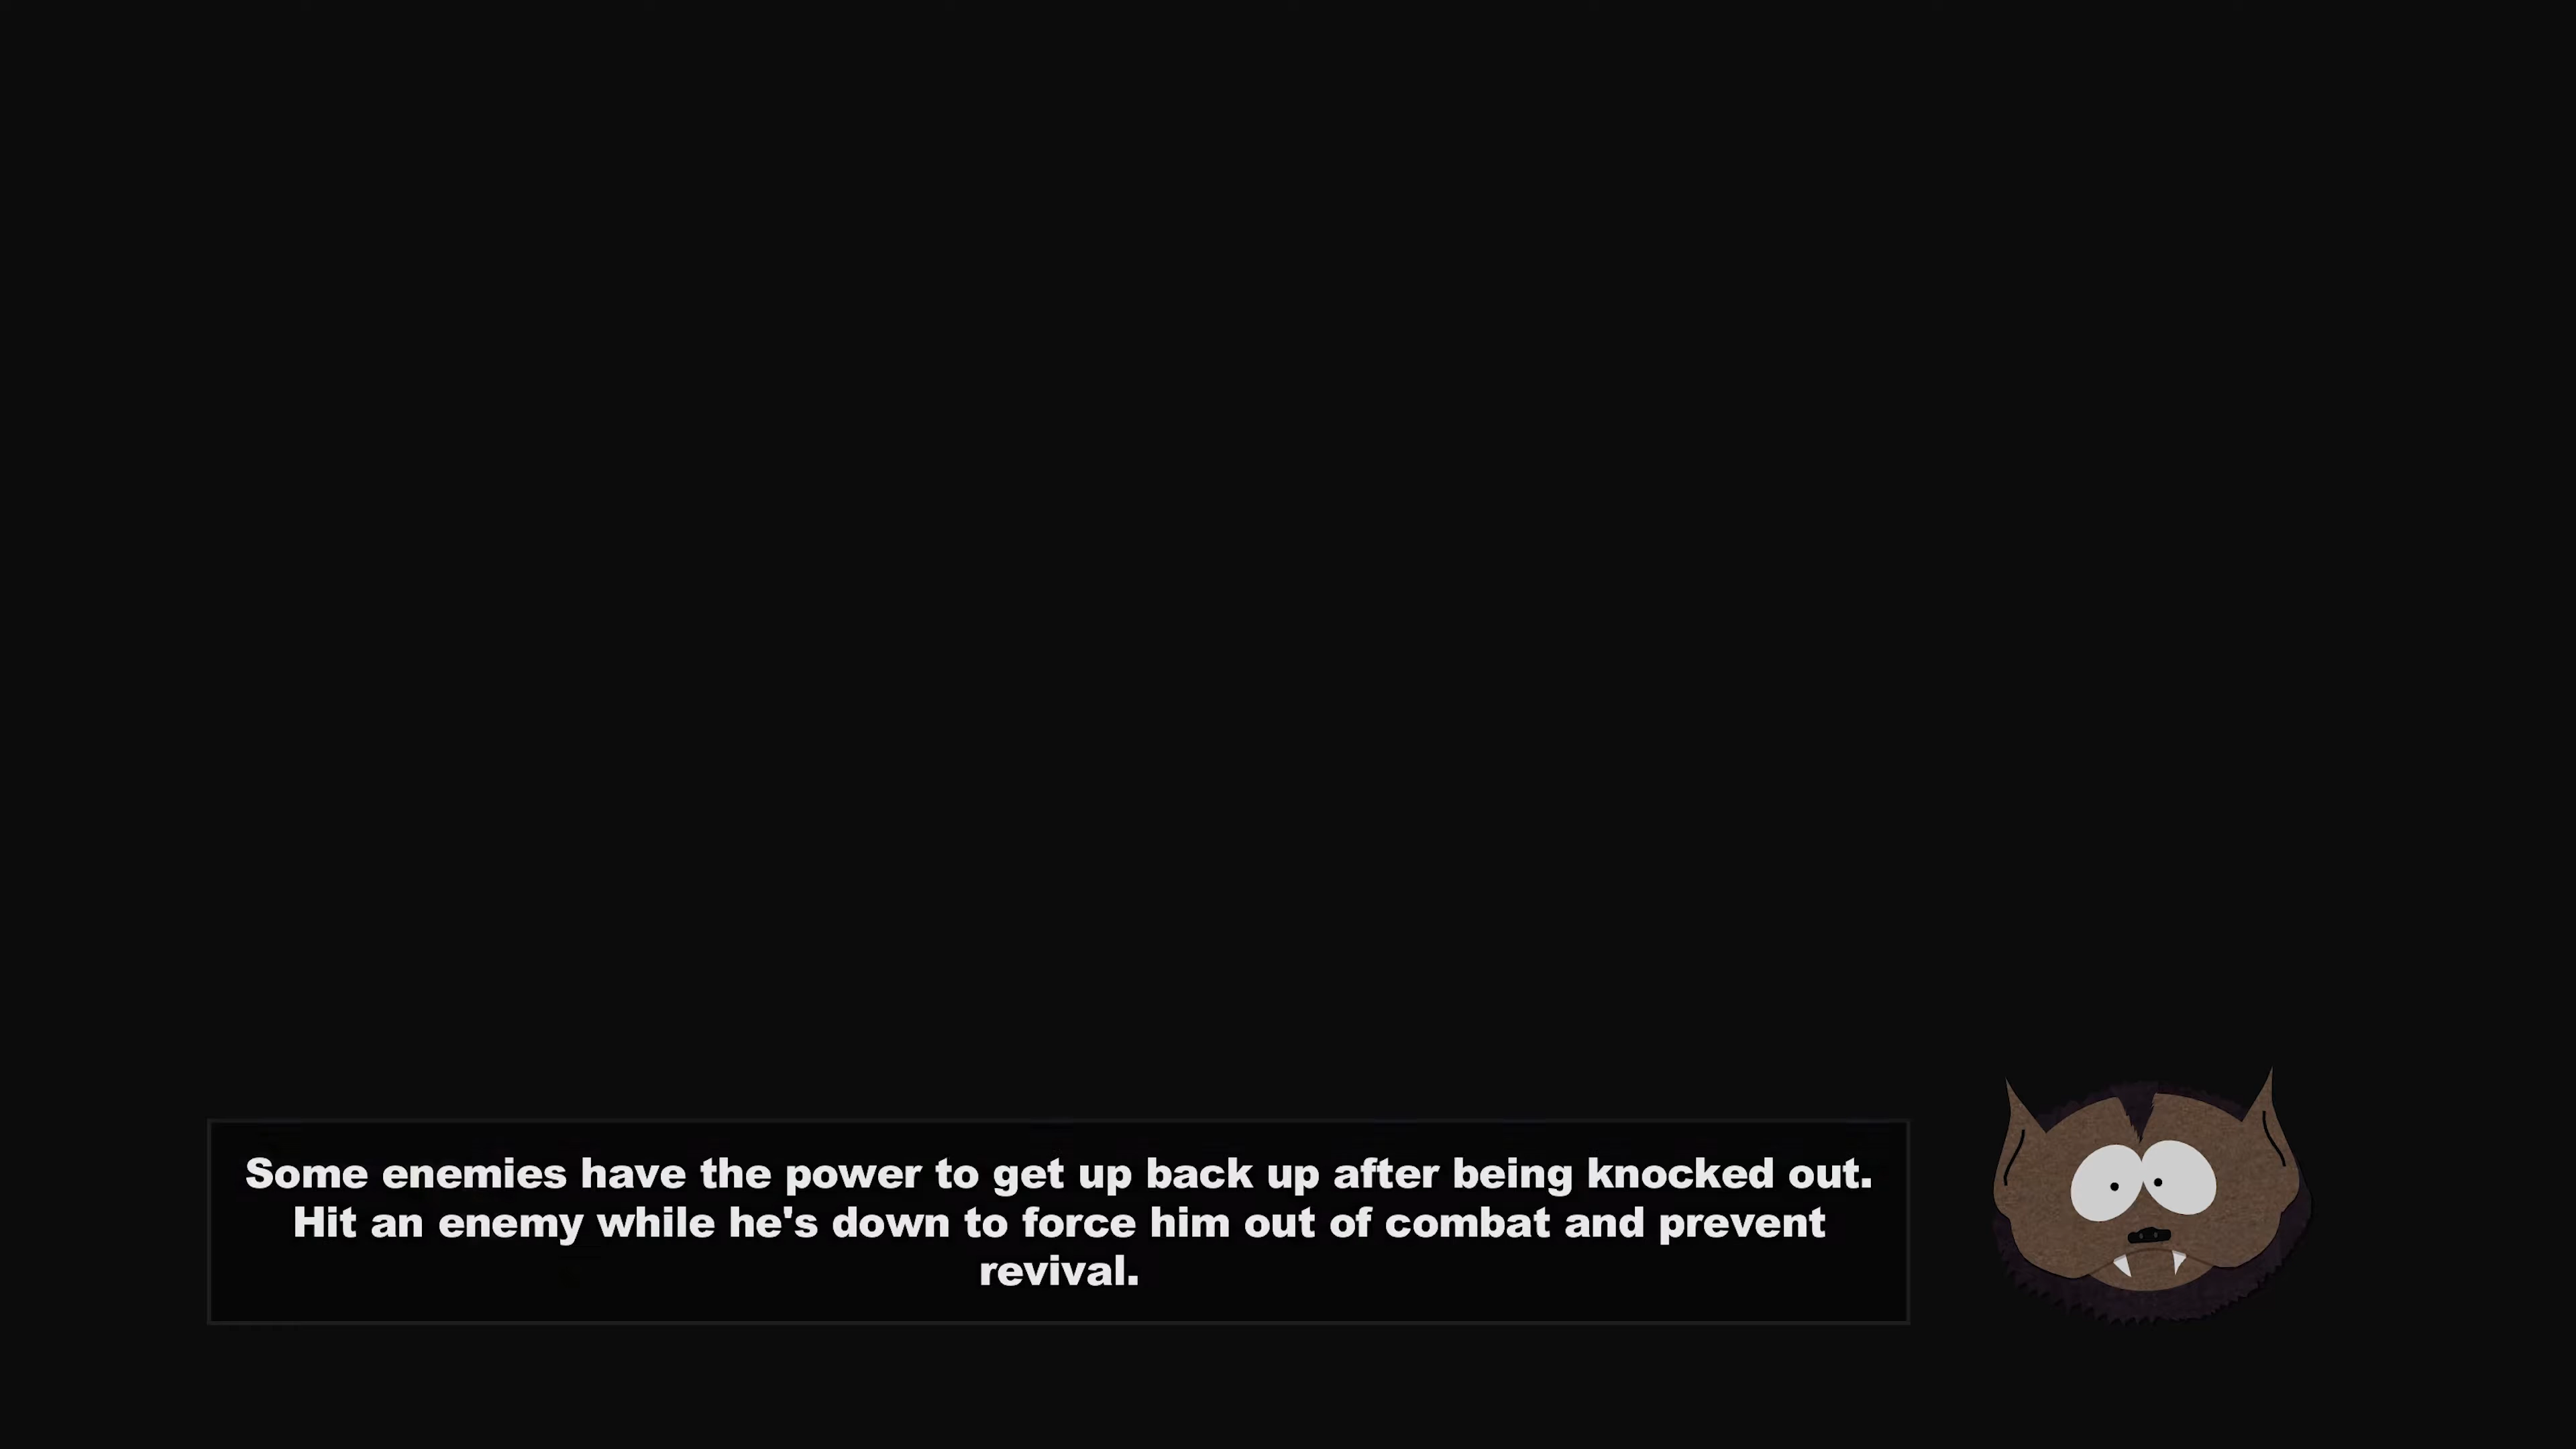 Some enemies have the power to get up back up after being knocked out.
Hit an enemy while he's down to force him out of combat and prevent
revival.